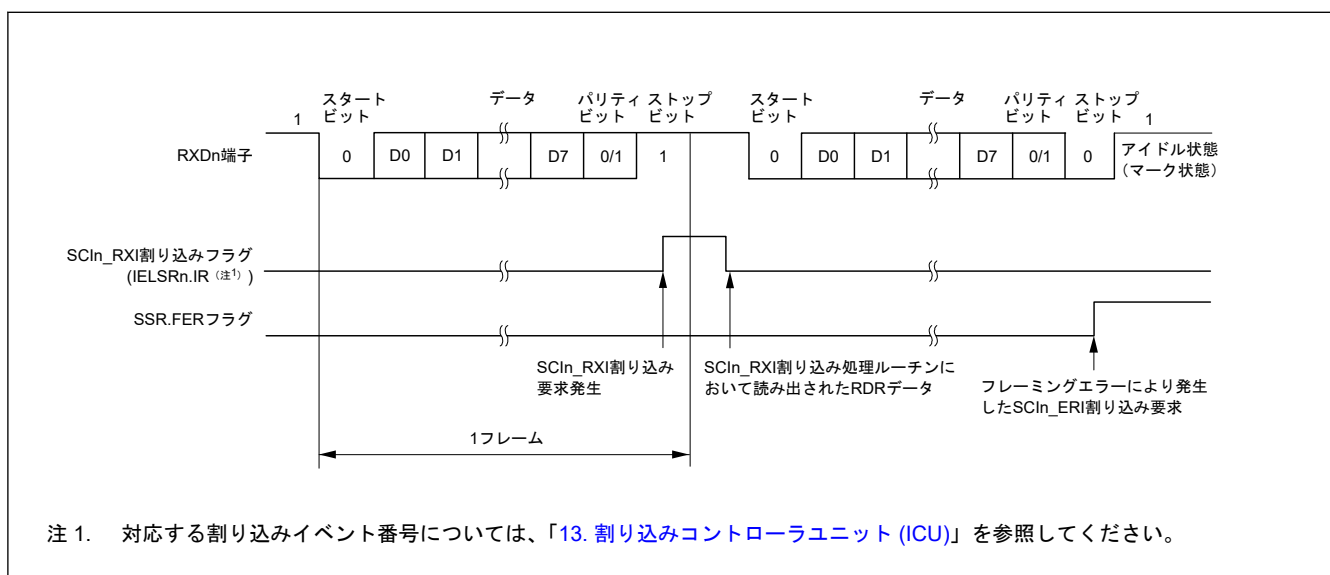 スタート データ パリティ ストップ スタート データ パリティ ストップ
1 ビット ビット ビット ビット ビット ビット 1
RXDn端子 0 D0 D1 D7 0/1 1 0 D0 D1 D7 0/1 0 アイドル状態
(マーク状態)
SCIn_RXI割り込みフラグ
(IELSRn.IR (注1) )
SSR.FERフラグ
SCIn_RXI割り込み
要求発生
SCIn_RXI割り込み処理ルーチンに
おいて読み出されたRDRデータ
フレーミングエラーにより発生
したSCIn_ERI割り込み要求
1フレーム
注 1. 対応する割り込みイベント番号については、「13. 割り込みコントローラユニット (ICU)」を参照してください。